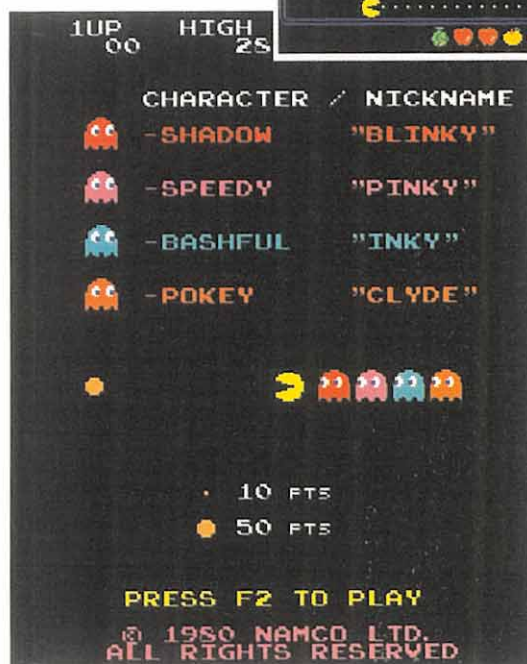 1UP HIGH
00 28
CHARACTER / NICKNAME
-SHADOW "BLINKY"
-SPEEDY "PINKY"
-BASHFUL "INKY"
-POKEY "CLYDE"
10 PTS
50 PTS
PRESS F2 TO PLAY
© 1980 NAMCO LTD.
ALL RIGHTS RESERVED